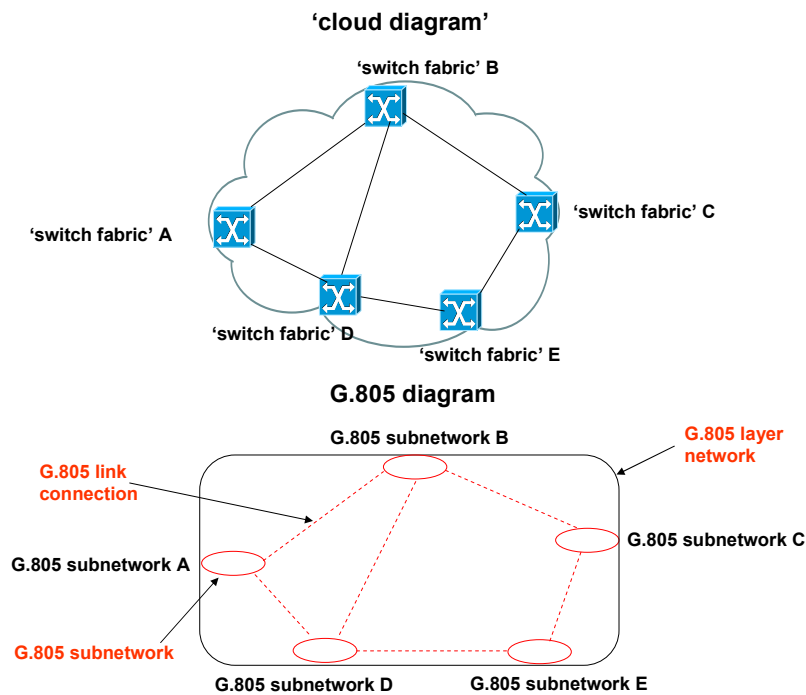 ‘cloud diagram’
‘switch fabric’ B
‘switch fabric’ C
‘switch fabric’ A
‘switch fabric’ D
‘switch fabric’ E
G.805 diagram
G.805 subnetwork B
G.805 layer
network
G.805 link
connection
G.805 subnetwork C
G.805 subnetwork A
G.805 subnetwork
G.805 subnetwork D
G.805 subnetwork E